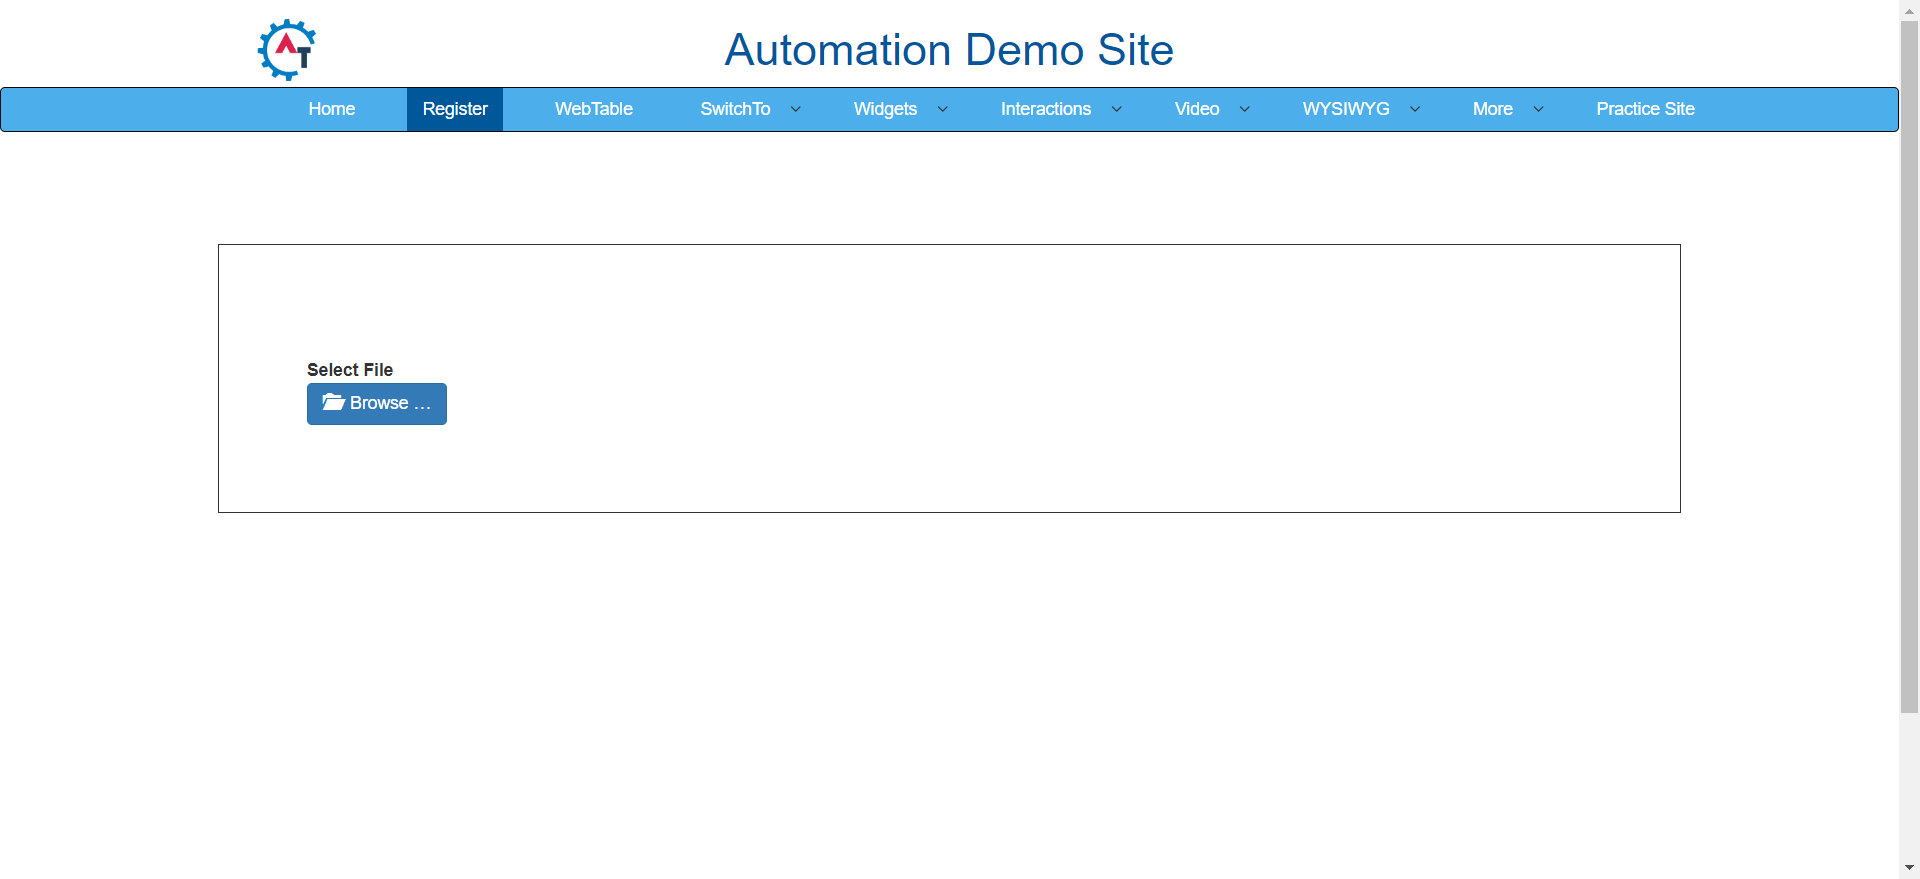 AT
Automation Demo Site
Home Register WebTable SwitchTo Widgets Interactions Video WYSIWYG More Practice Site
Select File
Browse …